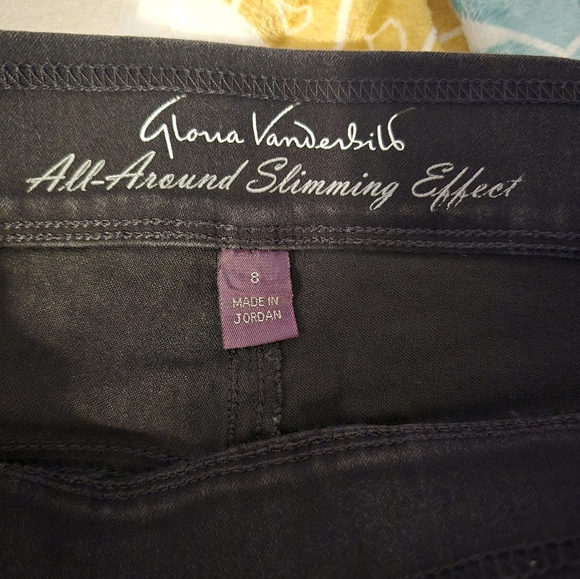 Gloria Vanderbilt
All-Around Slimming Effect
8
MADE IN
JORDAN